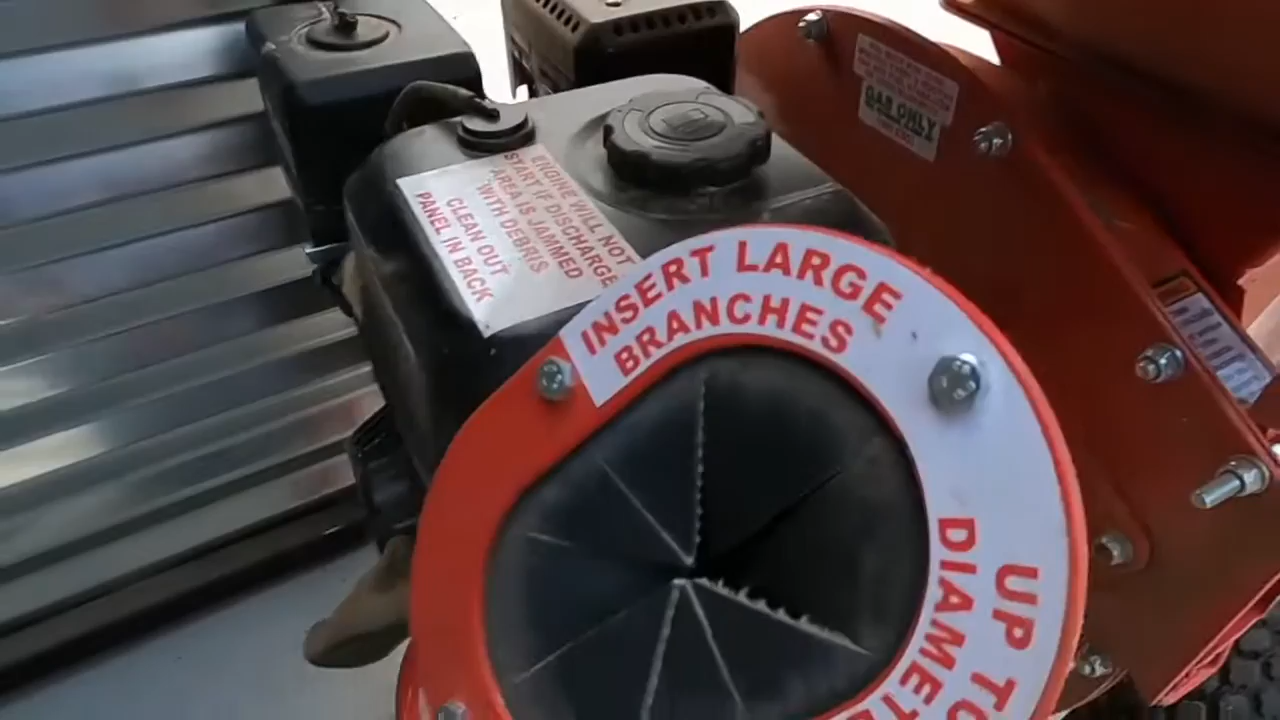 GAS ONLY
ENGINE WILL NOT
START IF DISCHARGE
AREA IS JAMMED
WITH DEBRIS
CLEAN OUT
PANEL IN BACK
INSERT LARGE
BRANCHES
UP TO
DIAMETE